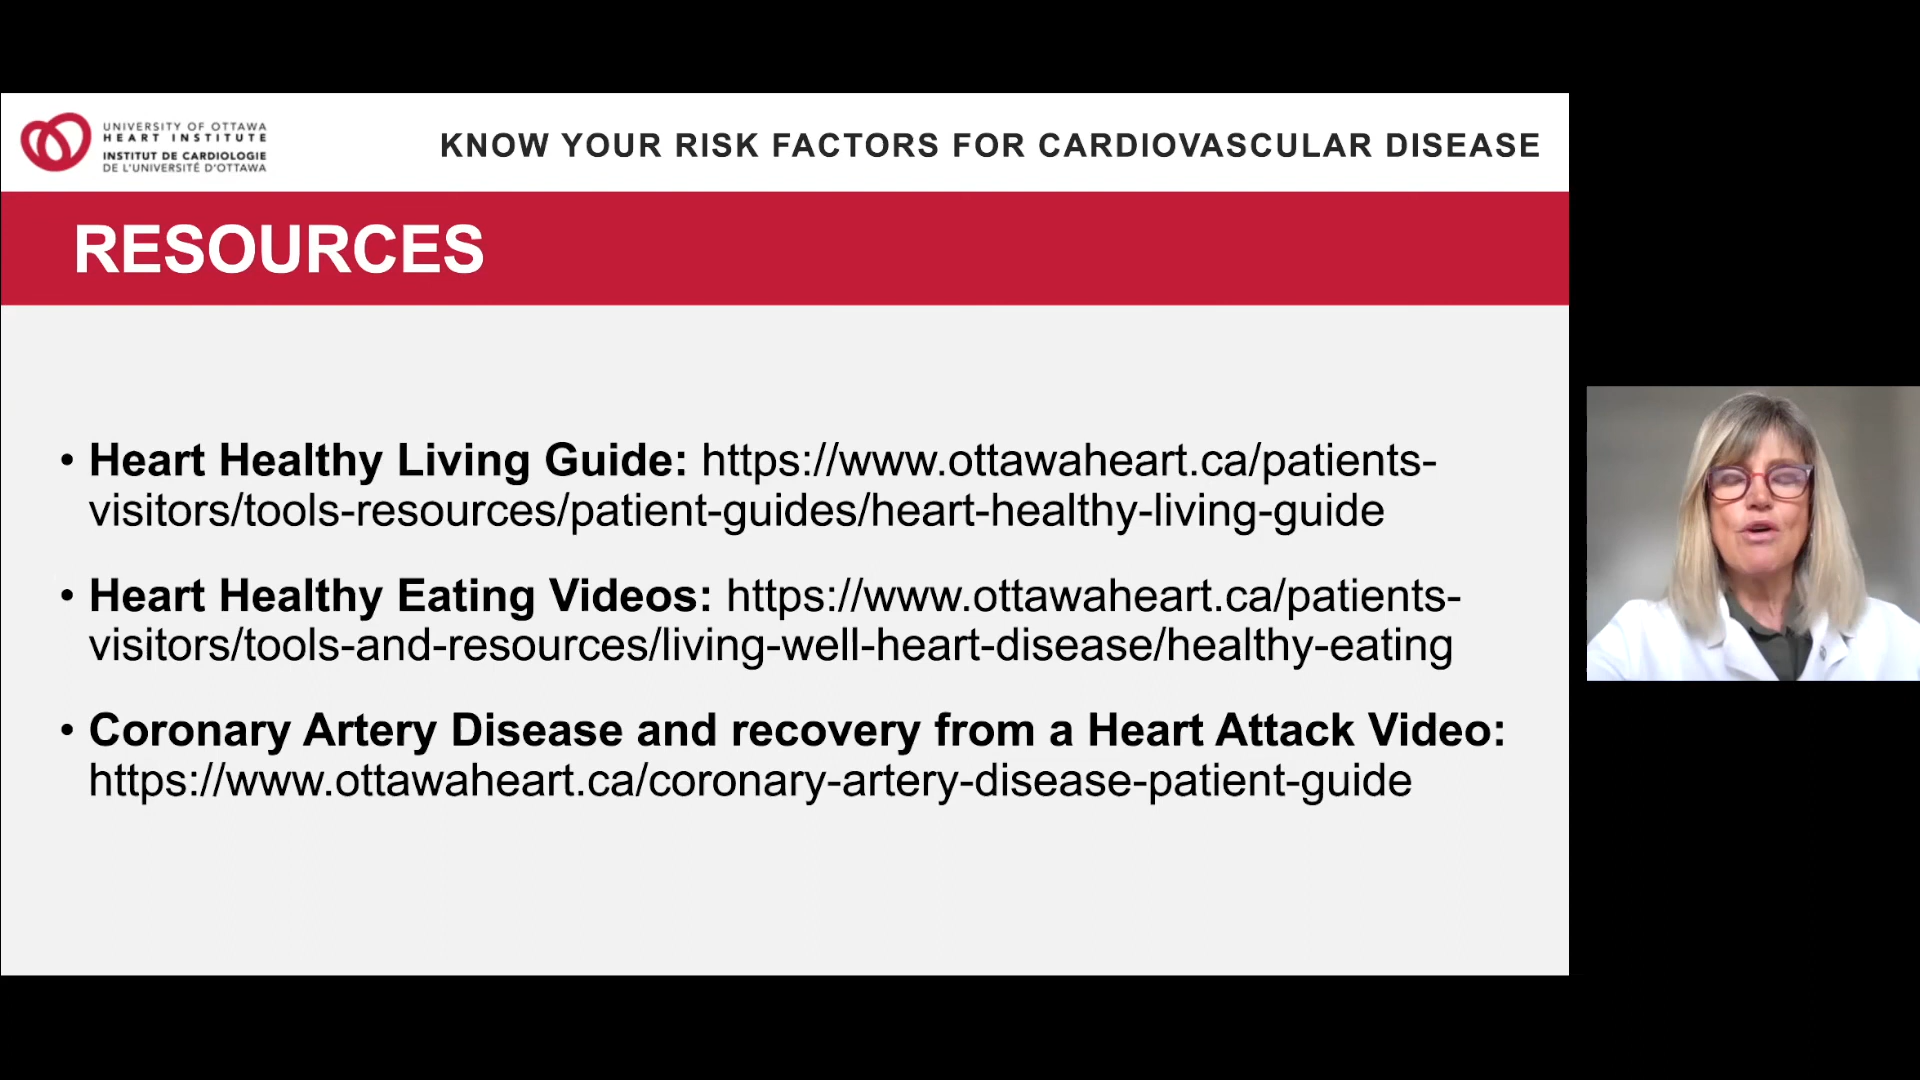 UNIVERSITY OF OTTAWA
HEART INSTITUTE
INSTITUT DE CARDIOLOGIE
DE L'UNIVERSITÉ D'OTTAWA
KNOW YOUR RISK FACTORS FOR CARDIOVASCULAR DISEASE
RESOURCES
• Heart Healthy Living Guide: https://www.ottawaheart.ca/patients-
visitors/tools-resources/patient-guides/heart-healthy-living-guide
• Heart Healthy Eating Videos: https://www.ottawaheart.ca/patients-
visitors/tools-and-resources/living-well-heart-disease/healthy-eating
• Coronary Artery Disease and recovery from a Heart Attack Video:
https://www.ottawaheart.ca/coronary-artery-disease-patient-guide